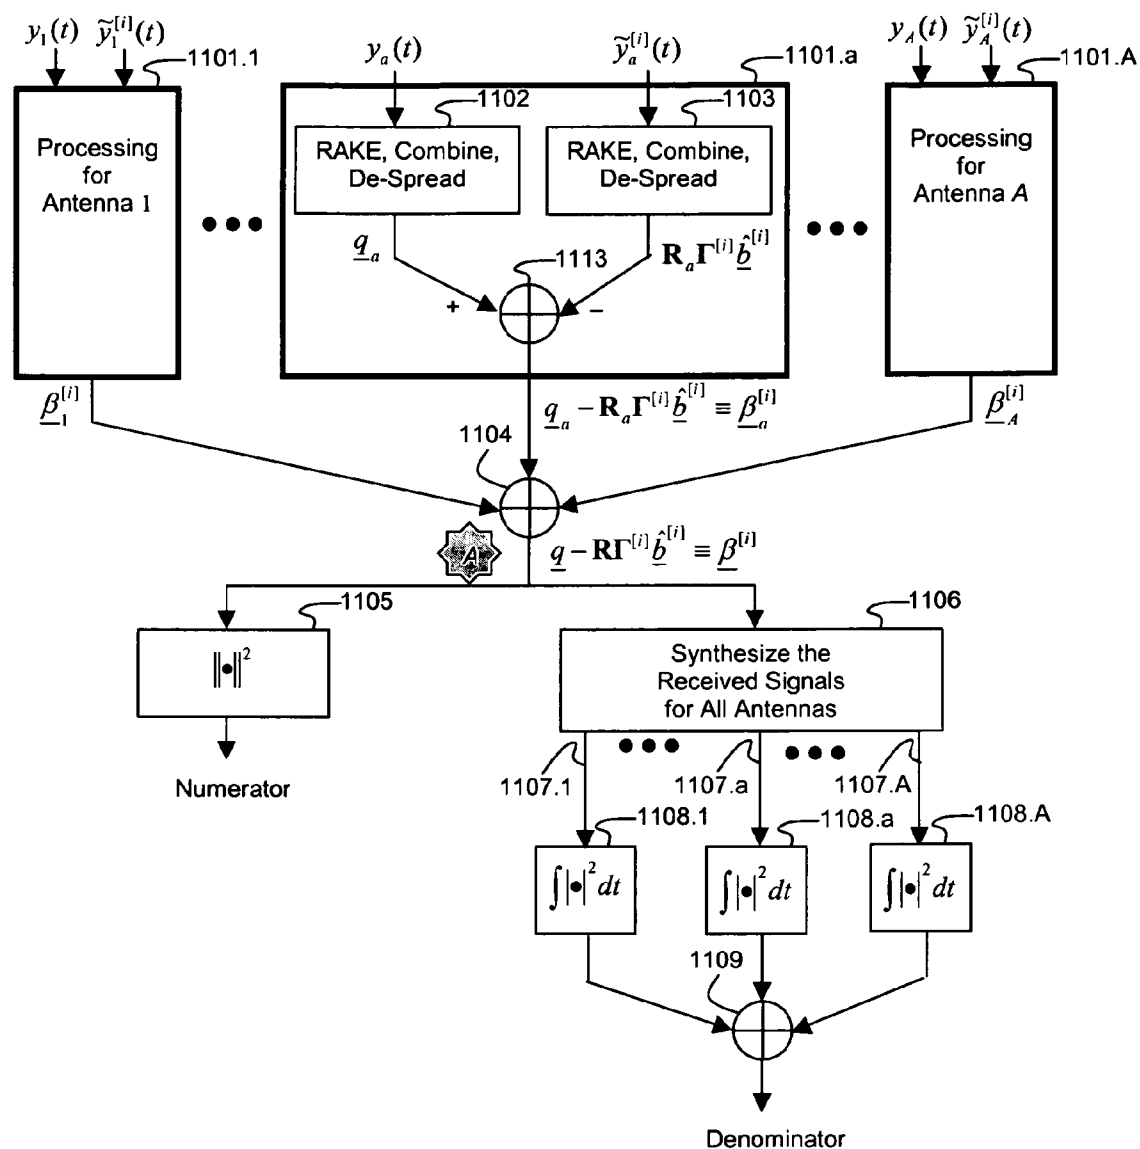 y₁(t) ỹ₁^[i](t)
y_a(t)
ỹ_a^[i](t)
y_A(t) ỹ_A^[i](t)
1101.1
1101.a
1101.A
1102
1103
Processing
for
Antenna 1
RAKE, Combine,
De-Spread
RAKE, Combine,
De-Spread
Processing
for
Antenna A
q_a
1113
R_aΓ^[i]b̂^[i]
+
−
β₁^[i]
q_a − R_aΓ^[i]b̂^[i] ≡ β_a^[i]
β_A^[i]
1104
A
q − RΓ^[i]b̂^[i] ≡ β^[i]
1105
1106
‖•‖²
Synthesize the
Received Signals
for All Antennas
Numerator
1107.1
1107.a
1107.A
1108.1
1108.a
1108.A
∫|•|² dt
∫|•|² dt
∫|•|² dt
1109
Denominator